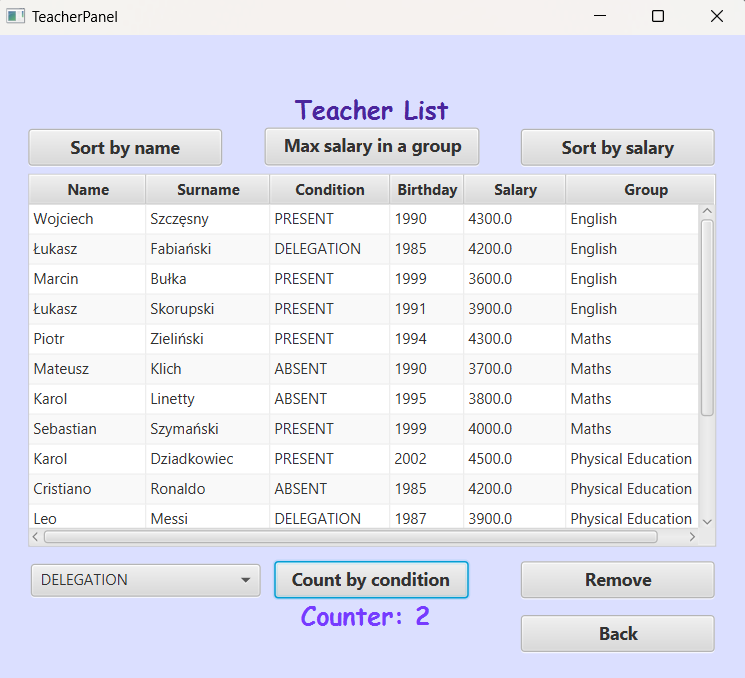 TeacherPanel
Teacher List
Sort by name Max salary in a group Sort by salary
Name Surname Condition Birthday Salary Group
Wojciech Szczęsny PRESENT 1990 4300.0 English
Łukasz Fabiański DELEGATION 1985 4200.0 English
Marcin Bułka PRESENT 1999 3600.0 English
Łukasz Skorupski PRESENT 1991 3900.0 English
Piotr Zieliński PRESENT 1994 4300.0 Maths
Mateusz Klich ABSENT 1990 3700.0 Maths
Karol Linetty ABSENT 1995 3800.0 Maths
Sebastian Szymański PRESENT 1999 4000.0 Maths
Karol Dziadkowiec PRESENT 2002 4500.0 Physical Education
Cristiano Ronaldo ABSENT 1985 4200.0 Physical Education
Leo Messi DELEGATION 1987 3900.0 Physical Education
DELEGATION Count by condition Remove
Counter: 2
Back